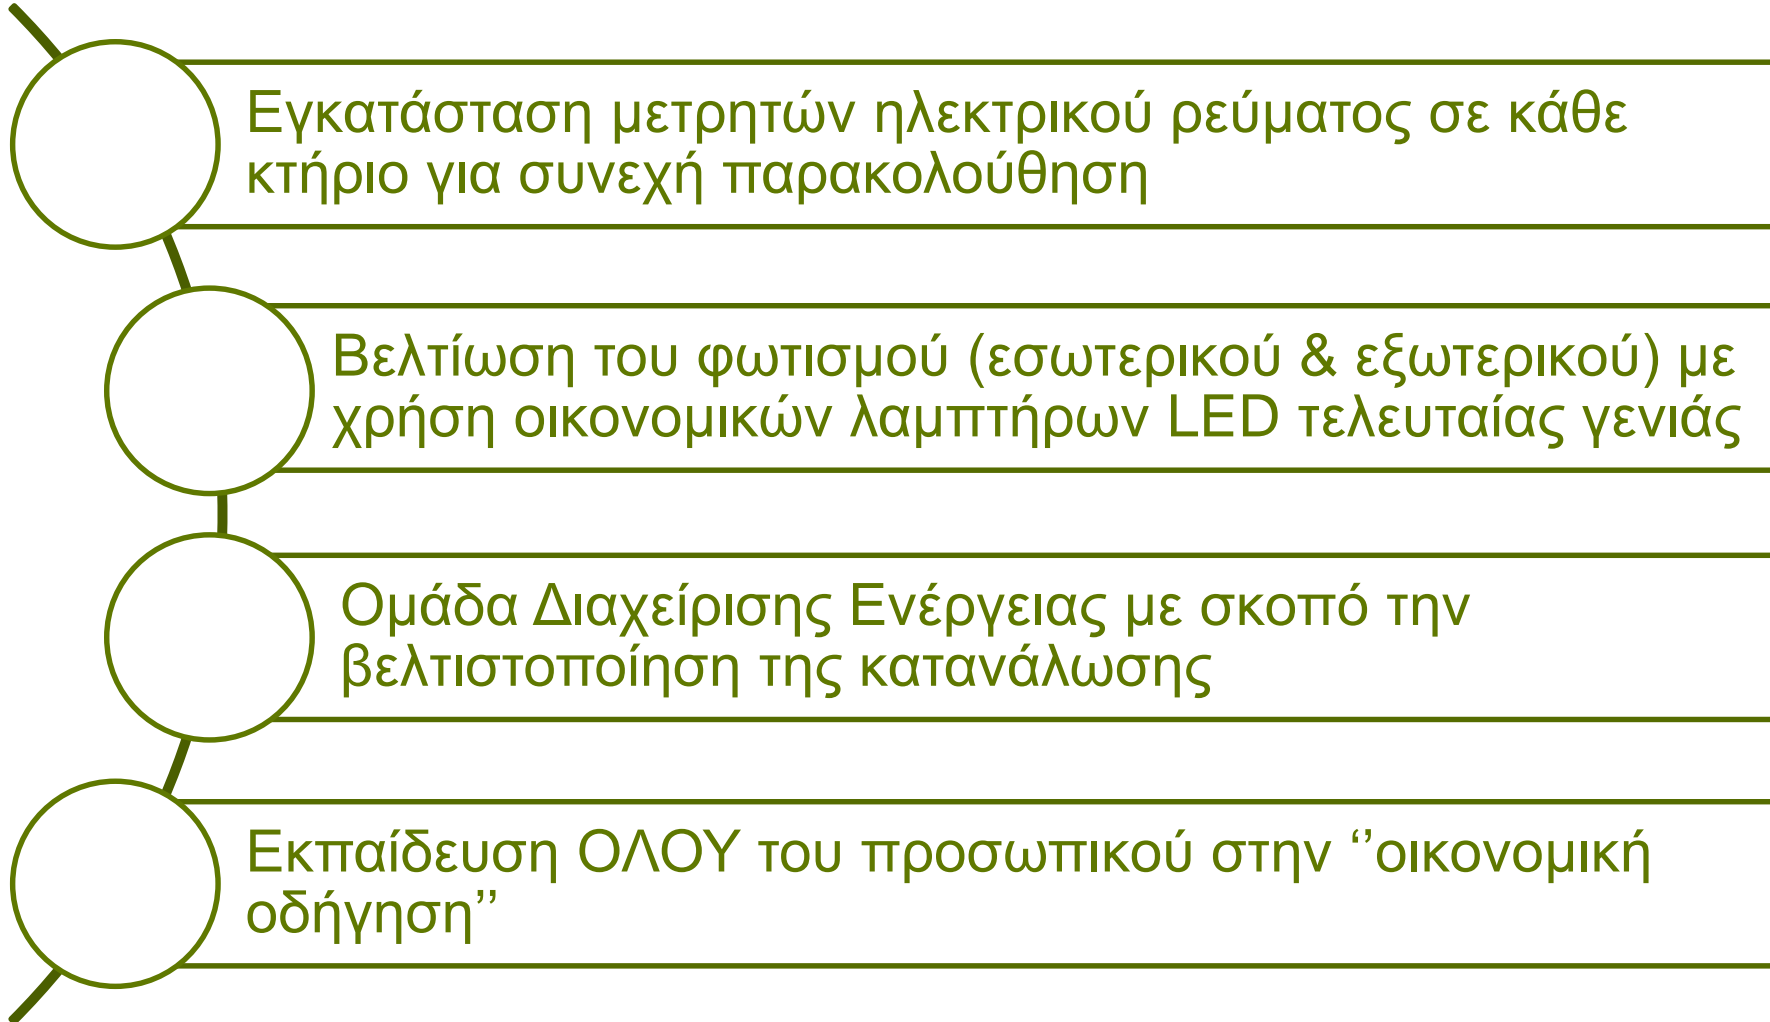 Εγκατάσταση μετρητών ηλεκτρικού ρεύματος σε κάθε
κτήριο για συνεχή παρακολούθηση
Βελτίωση του φωτισμού (εσωτερικού & εξωτερικού) με
χρήση οικονομικών λαμπτήρων LED τελευταίας γενιάς
Ομάδα Διαχείρισης Ενέργειας με σκοπό την
βελτιστοποίηση της κατανάλωσης
Εκπαίδευση ΟΛΟΥ του προσωπικού στην ‘’οικονομική
οδήγηση’’